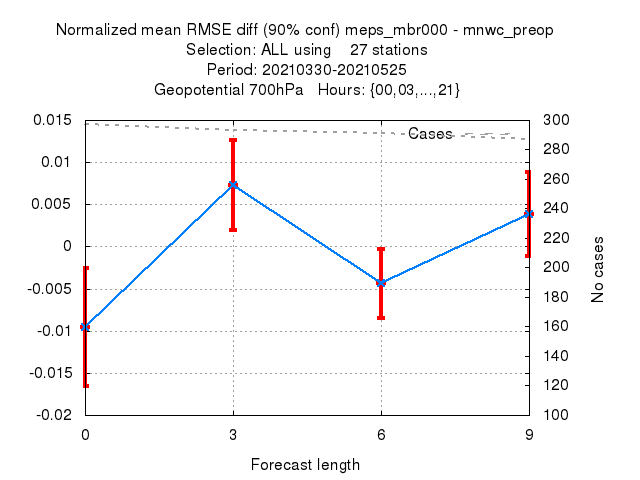 Normalized mean RMSE diff (90% conf) meps_mbr000 - mnwc_preop
Selection: ALL using    27 stations
Period: 20210330-20210525
Geopotential 700hPa   Hours: {00,03,...,21}
0.015
0.01
0.005
0
-0.005
-0.01
-0.015
-0.02
Cases
300
280
260
240
220
200
180
160
140
120
100
No cases
0 3 6 9
Forecast length